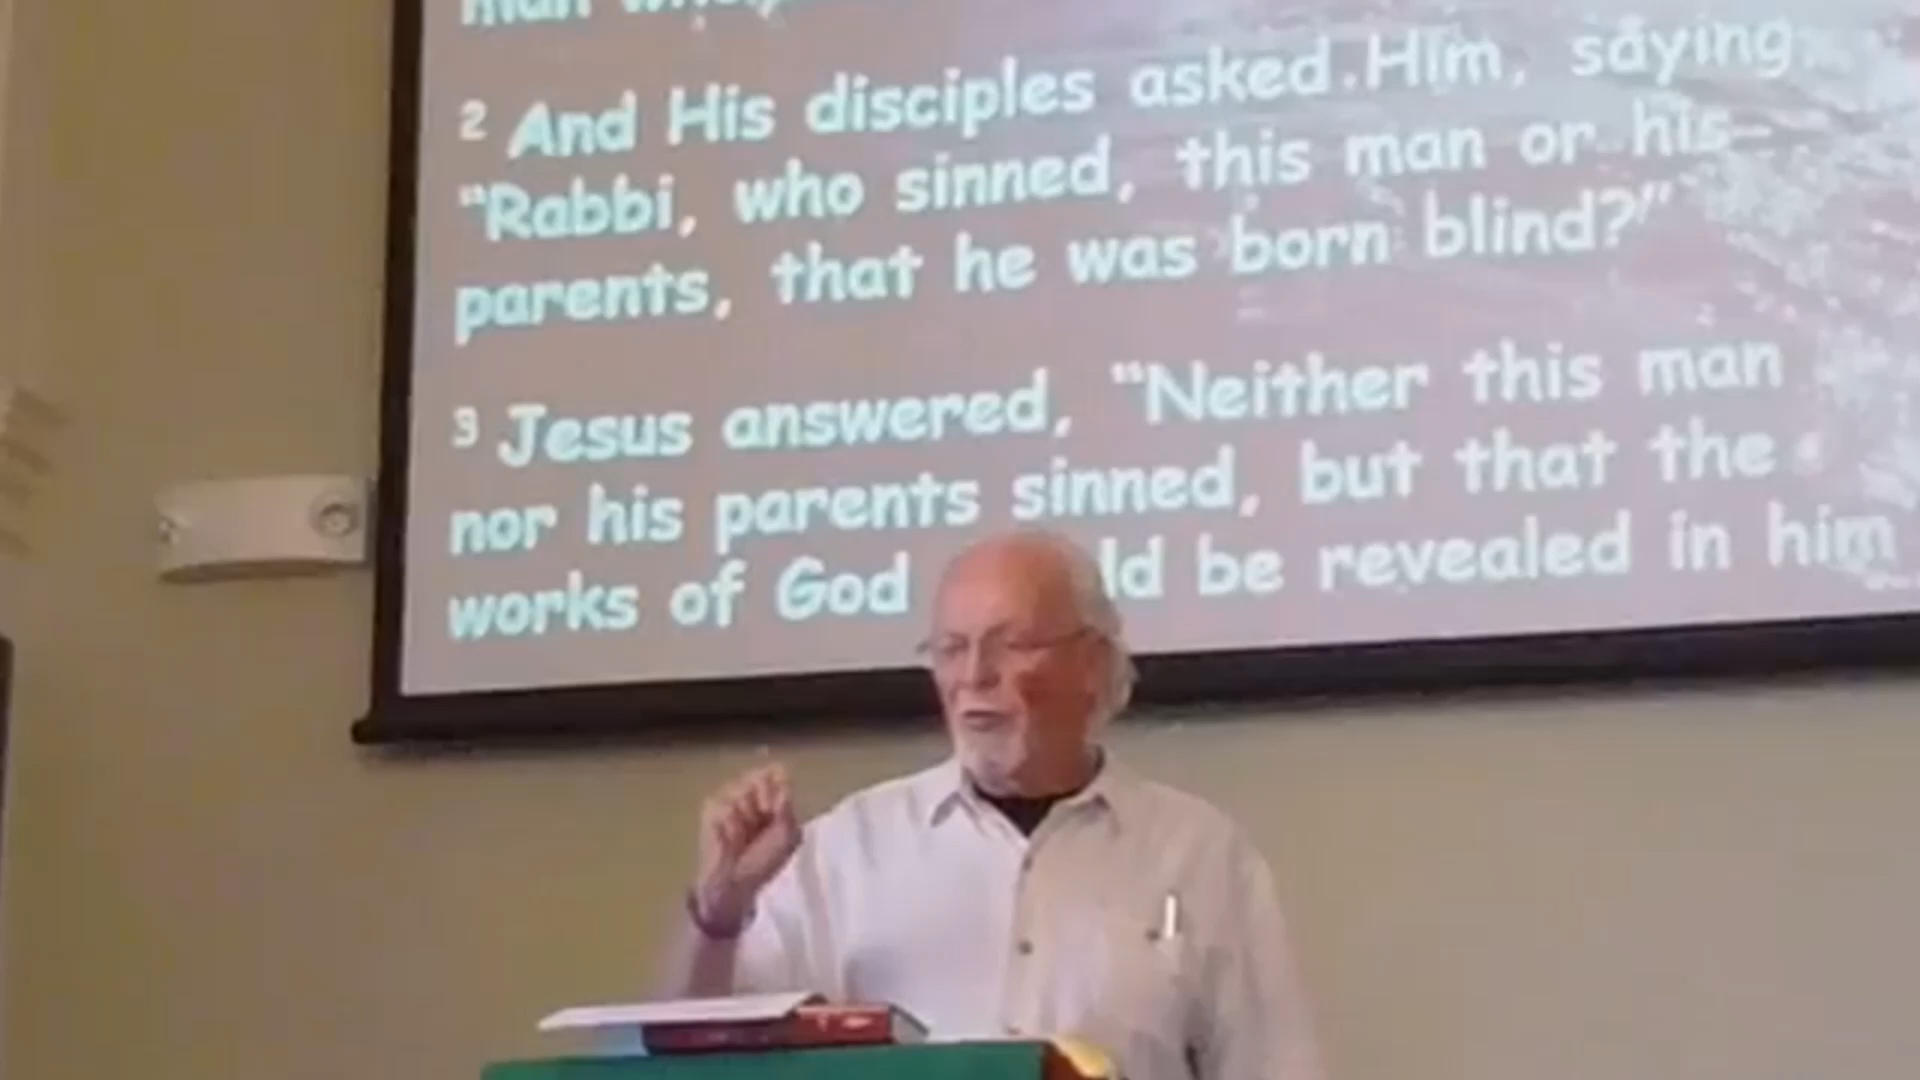 man
2 And His disciples asked Him, saying
“Rabbi, who sinned, this man or his
parents, that he was born blind?”
3 Jesus answered, “Neither this man
nor his parents sinned, but that the
works of God ld be revealed in him